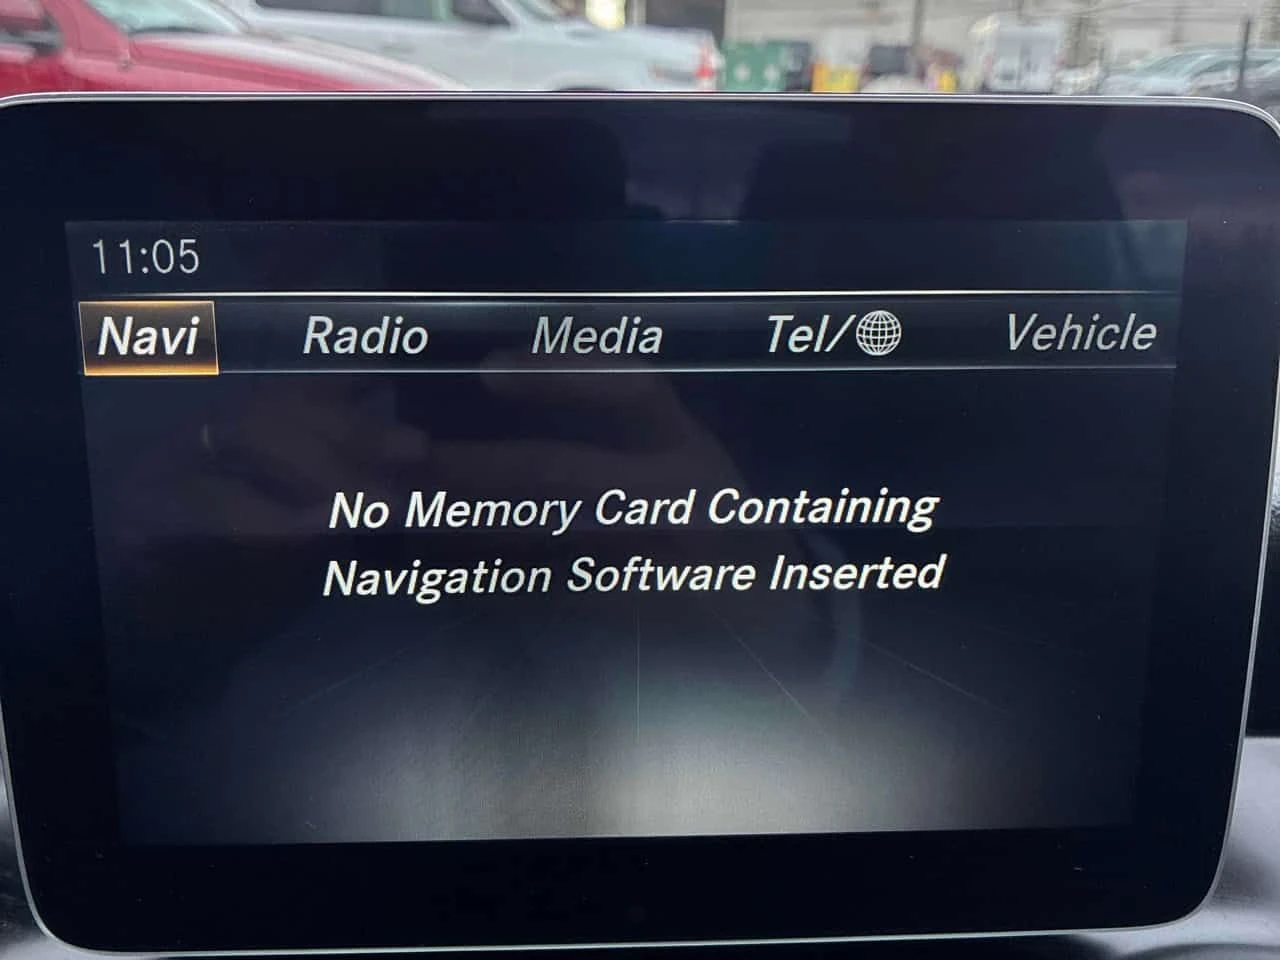 11:05
Navi Radio Media Tel/ Vehicle
No Memory Card Containing
Navigation Software Inserted